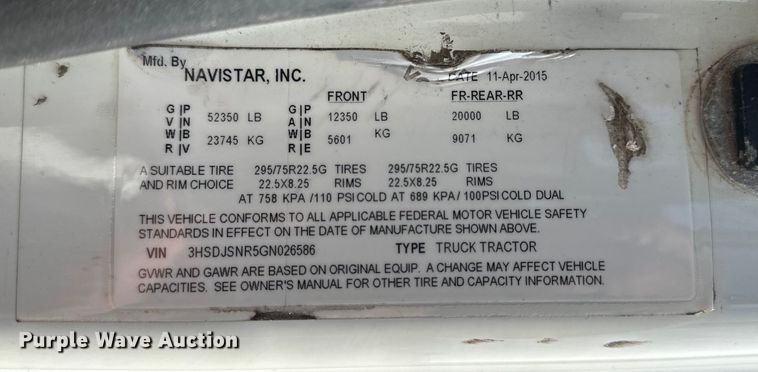 Mfd. By
NAVISTAR, INC. DATE 11-Apr-2015
FRONT FR-REAR-RR
G|P G|P
V|N 52350 LB A|N 12350 LB 20000 LB
W|B W|B
R|V 23745 KG R|E 5601 KG 9071 KG
A SUITABLE TIRE 295/75R22.5G TIRES 295/75R22.5G TIRES
AND RIM CHOICE 22.5X8.25 RIMS 22.5X8.25 RIMS
AT 758 KPA /110 PSI COLD AT 689 KPA / 100PSI COLD DUAL
THIS VEHICLE CONFORMS TO ALL APPLICABLE FEDERAL MOTOR VEHICLE SAFETY
STANDARDS IN EFFECT ON THE DATE OF MANUFACTURE SHOWN ABOVE.
VIN 3HSDJSNR5GN026586 TYPE TRUCK TRACTOR
GVWR AND GAWR ARE BASED ON ORIGINAL EQUIP. A CHANGE MAY AFFECT VEHICLE
CAPACITIES. SEE OWNER'S MANUAL FOR OTHER TIRE AND CAPACITY INFORMATION.
Purple Wave Auction